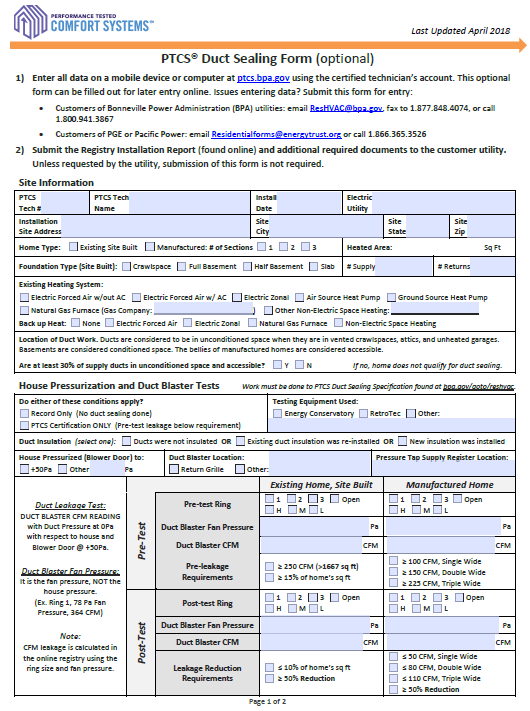 PERFORMANCE TESTED
COMFORT SYSTEMS™
Last Updated April 2018
PTCS® Duct Sealing Form (optional)
1) Enter all data on a mobile device or computer at ptcs.bpa.gov using the certified technician's account. This optional
form can be filled out for later entry online. Issues entering data? Submit this form for entry:
• Customers of Bonneville Power Administration (BPA) utilities: email ResHVAC@bpa.gov, fax to 1.877.848.4074, or call
1.800.941.3867
• Customers of PGE or Pacific Power: email Residentialforms@energytrust.org or call 1.866.365.3526
2) Submit the Registry Installation Report (found online) and additional required documents to the customer utility.
Unless requested by the utility, submission of this form is not required.
Site Information
PTCS Tech # PTCS Tech Name Install Date Electric Utility
Installation Site Address Site City Site State Site Zip
Home Type: Existing Site Built Manufactured: # of Sections 1 2 3 Heated Area: Sq Ft
Foundation Type (Site Built): Crawlspace Full Basement Half Basement Slab # Supply # Returns
Existing Heating System:
Electric Forced Air w/out AC Electric Forced Air w/ AC Electric Zonal Air Source Heat Pump Ground Source Heat Pump
Natural Gas Furnace (Gas Company: ) Other Non-Electric Space Heating:
Back up Heat: None Electric Forced Air Electric Zonal Natural Gas Furnace Non-Electric Space Heating
Location of Duct Work. Ducts are considered to be in unconditioned space when they are in vented crawlspaces, attics, and unheated garages.
Basements are considered conditioned space. The bellies of manufactured homes are considered accessible.
Are at least 30% of supply ducts in unconditioned space and accessible? Y N If no, home does not qualify for duct sealing.
House Pressurization and Duct Blaster Tests Work must be done to PTCS Duct Sealing Specification found at bpa.gov/goto/reshvac.
Do either of these conditions apply? Testing Equipment Used:
Record Only (No duct sealing done) Energy Conservatory RetroTec Other:
PTCS Certification ONLY (Pre-test leakage below requirement)
Duct Insulation (select one): Ducts were not insulated OR Existing duct insulation was re-installed OR New insulation was installed
House Pressurized (Blower Door) to: Duct Blaster Location: Pressure Tap Supply Register Location:
+50Pa Other Pa Return Grille Other:
Existing Home, Site Built Manufactured Home
Duct Leakage Test:
DUCT BLASTER CFM READING
with Duct Pressure at 0Pa
with respect to house and
Blower Door @ +50Pa.
Duct Blaster Fan Pressure:
It is the fan pressure, NOT the
house pressure.
(Ex. Ring 1, 78 Pa Fan
Pressure, 364 CFM)
Note:
CFM leakage is calculated in
the online registry using the
ring size and fan pressure.
Pre-Test
Pre-test Ring 1 2 3 Open 1 2 3 Open
H M L H M L
Duct Blaster Fan Pressure Pa Pa
Duct Blaster CFM CFM CFM
Pre-leakage Requirements
≥ 250 CFM (>1667 sq ft)
≥ 15% of home's sq ft
≥ 100 CFM, Single Wide
≥ 150 CFM, Double Wide
≥ 225 CFM, Triple Wide
Post-Test
Post-test Ring 1 2 3 Open 1 2 3 Open
H M L H M L
Duct Blaster Fan Pressure Pa Pa
Duct Blaster CFM CFM CFM
Leakage Reduction Requirements
≤ 10% of home's sq ft
≥ 50% Reduction
≤ 50 CFM, Single Wide
≤ 80 CFM, Double Wide
≤ 110 CFM, Triple Wide
≥ 50% Reduction
Page 1 of 2